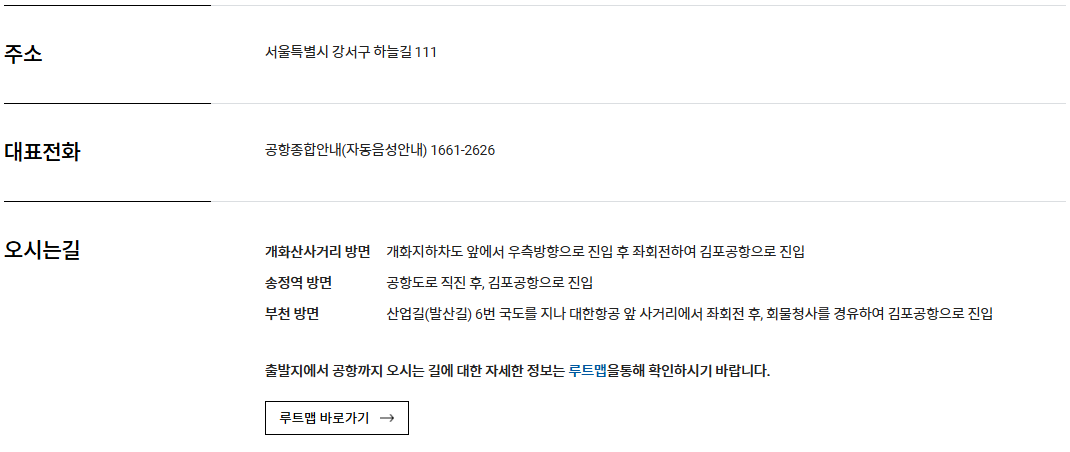 주소
서울특별시 강서구 하늘길 111
대표전화
공항종합안내(자동음성안내) 1661-2626
오시는길
개화산사거리 방면 개화지하차도 앞에서 우측방향으로 진입 후 좌회전하여 김포공항으로 진입
송정역 방면 공항도로 직진 후, 김포공항으로 진입
부천 방면 산업길(발산길) 6번 국도를 지나 대한항공 앞 사거리에서 좌회전 후, 회물청사를 경유하여 김포공항으로 진입
출발지에서 공항까지 오시는 길에 대한 자세한 정보는 루트맵을통해 확인하시기 바랍니다.
루트맵 바로가기 →